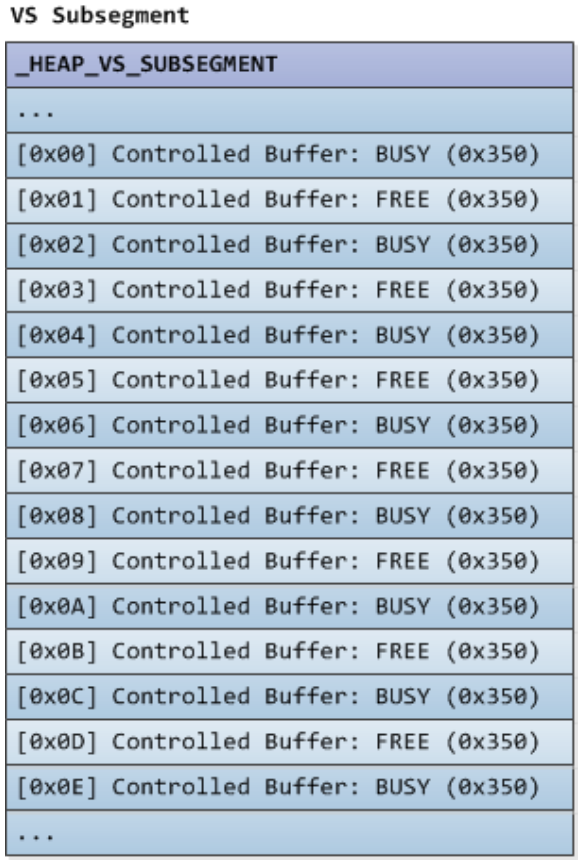 VS Subsegment
_HEAP_VS_SUBSEGMENT
...
[0x00] Controlled Buffer: BUSY (0x350)
[0x01] Controlled Buffer: FREE (0x350)
[0x02] Controlled Buffer: BUSY (0x350)
[0x03] Controlled Buffer: FREE (0x350)
[0x04] Controlled Buffer: BUSY (0x350)
[0x05] Controlled Buffer: FREE (0x350)
[0x06] Controlled Buffer: BUSY (0x350)
[0x07] Controlled Buffer: FREE (0x350)
[0x08] Controlled Buffer: BUSY (0x350)
[0x09] Controlled Buffer: FREE (0x350)
[0x0A] Controlled Buffer: BUSY (0x350)
[0x0B] Controlled Buffer: FREE (0x350)
[0x0C] Controlled Buffer: BUSY (0x350)
[0x0D] Controlled Buffer: FREE (0x350)
[0x0E] Controlled Buffer: BUSY (0x350)
...